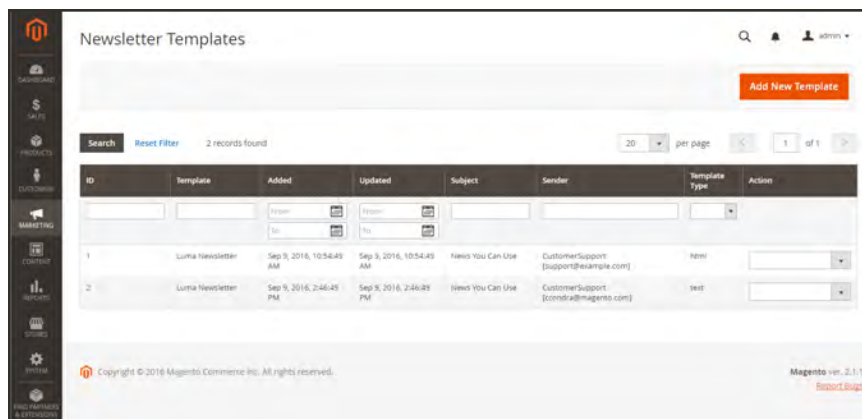 Newsletter Templates
admin
DASHBOARD
SALES
PRODUCTS
CUSTOMERS
MARKETING
CONTENT
REPORTS
STORES
SYSTEM
FIND PARTNERS
& EXTENSIONS
Add New Template
Search Reset Filter 2 records found 20 per page 1 of 1
ID Template Added Updated Subject Sender Template Type Action
From From
To To
1 Luma Newsletter Sep 9, 2016, 10:54:49 AM Sep 9, 2016, 10:54:49 AM News You Can Use CustomerSupport [support@example.com] html
2 Luma Newsletter Sep 9, 2016, 2:46:49 PM Sep 9, 2016, 2:46:49 PM News You Can Use CustomerSupport text
Copyright © 2016 Magento Commerce Inc. All rights reserved.
Magento ver. 2.1.1
Report Bugs